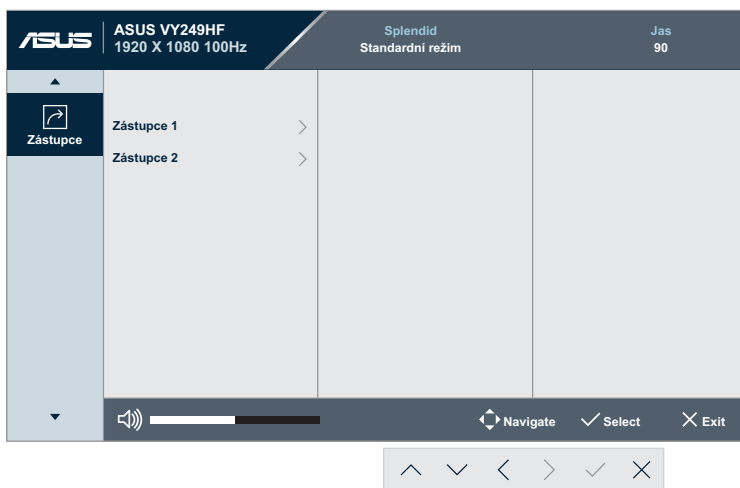 ASUS
ASUS VY249HF
1920 X 1080 100Hz
Splendid
Standardní režim
Jas
90
Zástupce
Zástupce 1
Zástupce 2
Navigate
Select
Exit